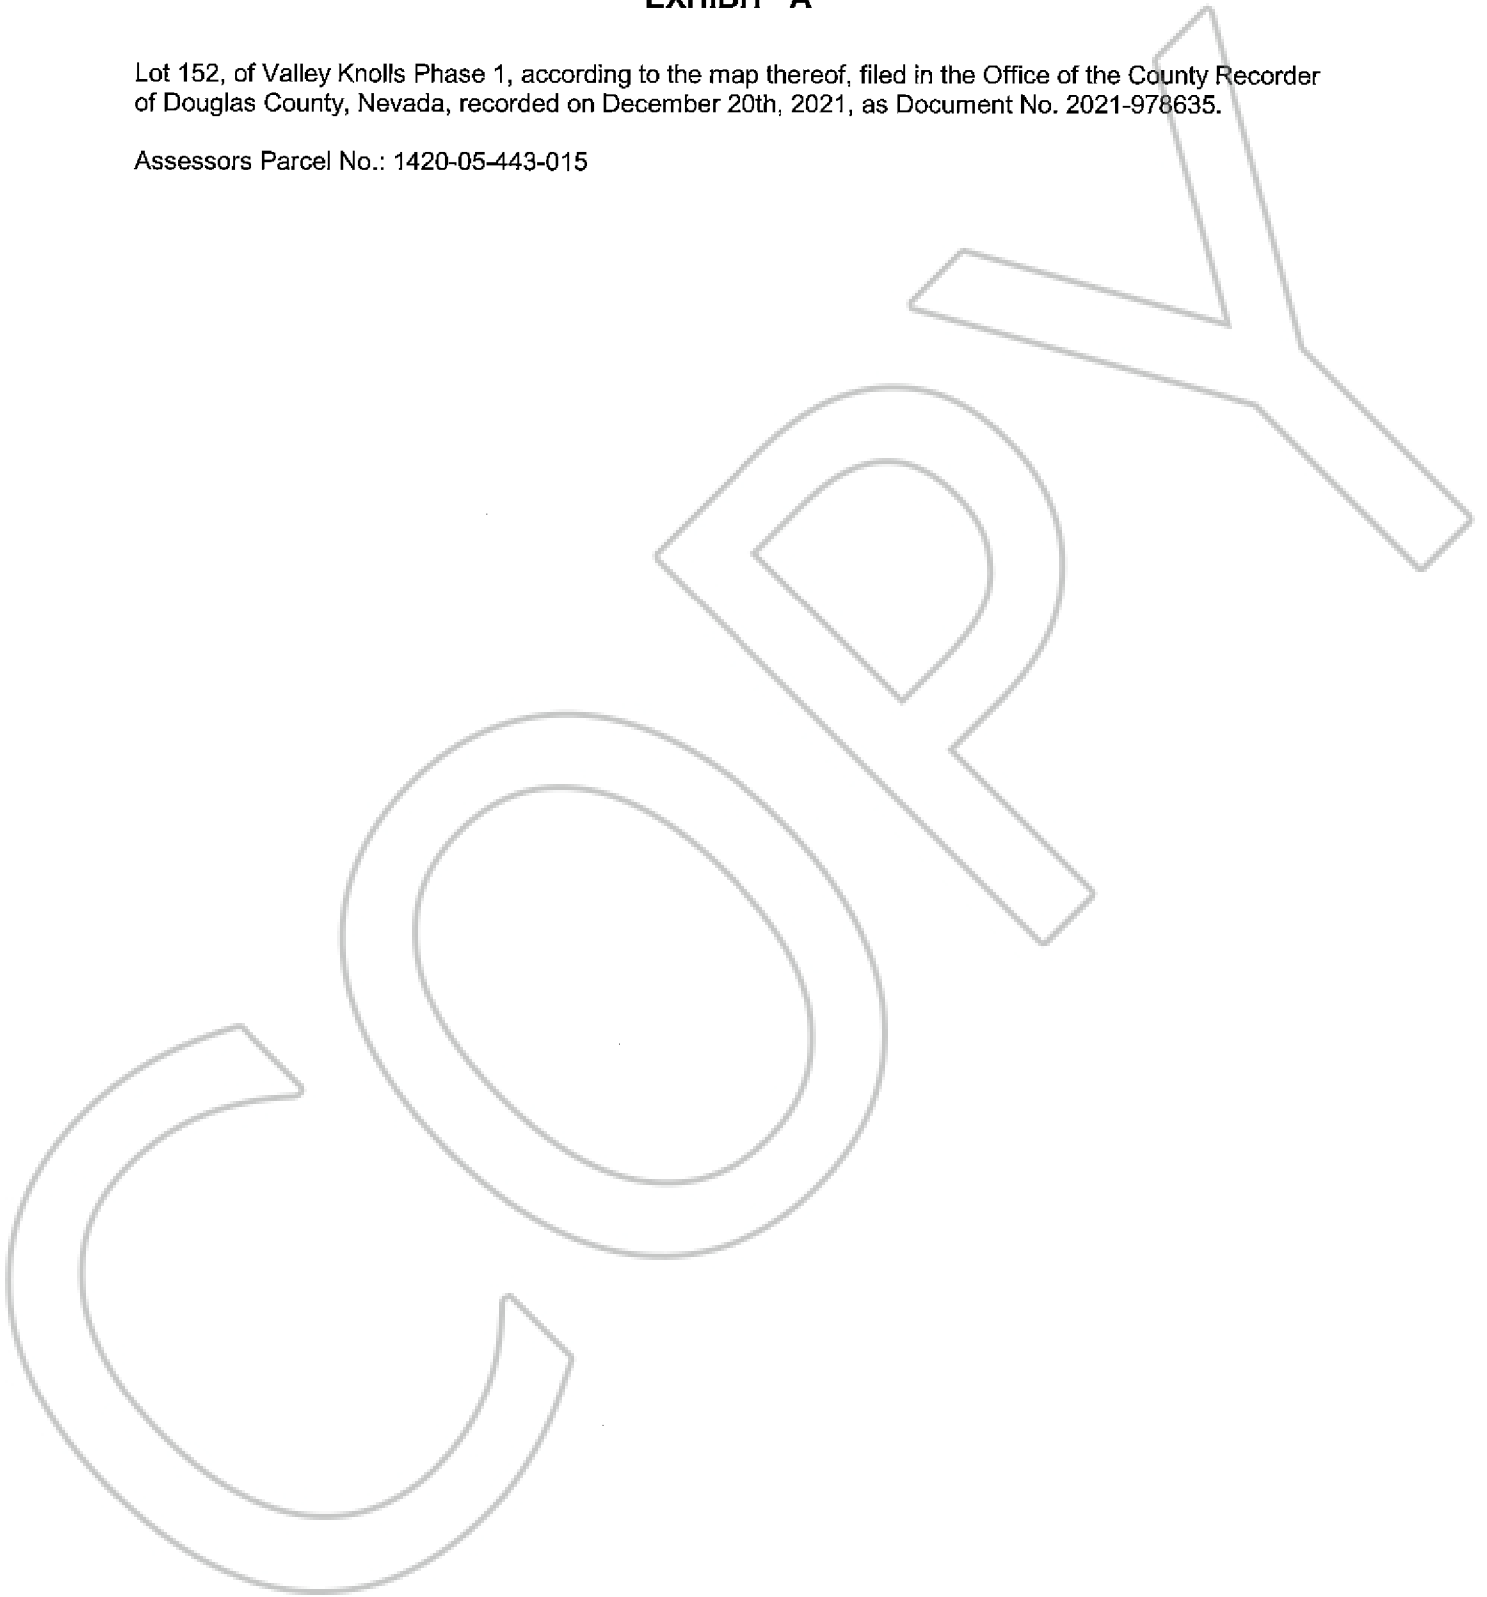 EXHIBIT "A"
Lot 152, of Valley Knolls Phase 1, according to the map thereof, filed in the Office of the County Recorder
of Douglas County, Nevada, recorded on December 20th, 2021, as Document No. 2021-978635.
Assessors Parcel No.: 1420-05-443-015
COPY